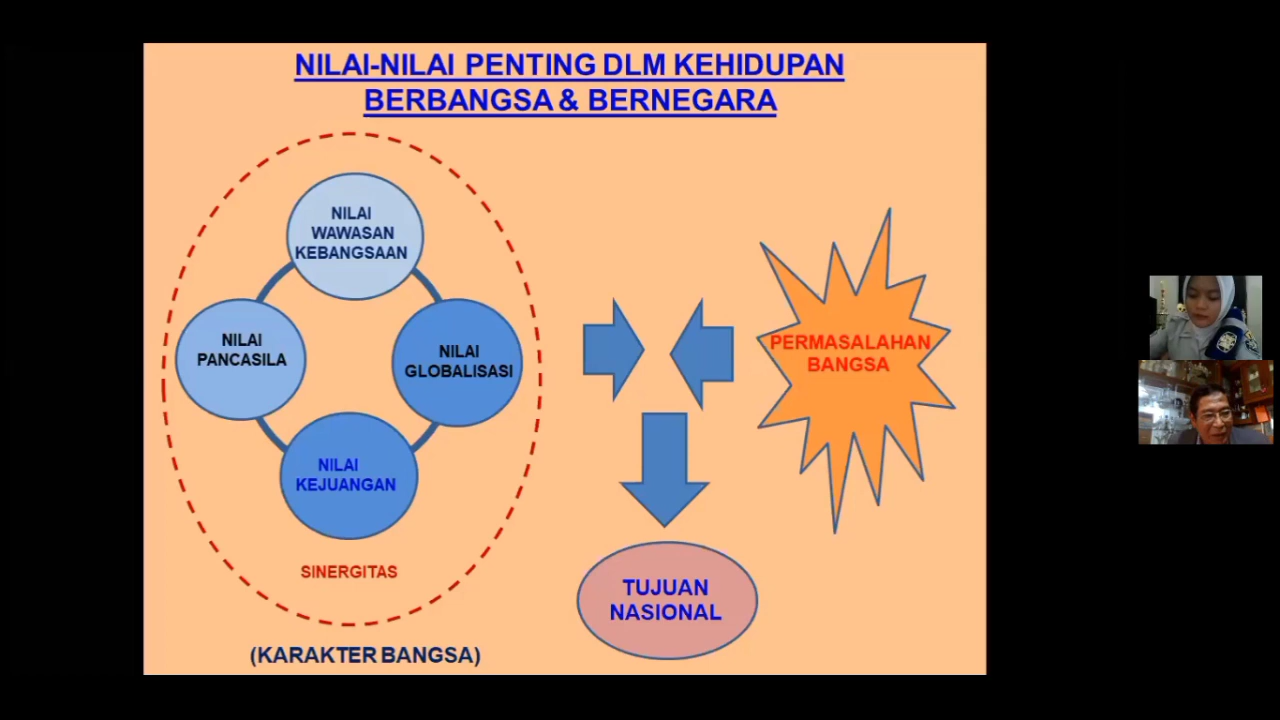 NILAI-NILAI PENTING DLM KEHIDUPAN
BERBANGSA & BERNEGARA
NILAI
WAWASAN
KEBANGSAAN
NILAI
PANCASILA
NILAI
GLOBALISASI
NILAI
KEJUANGAN
SINERGITAS
(KARAKTER BANGSA)
PERMASALAHAN
BANGSA
TUJUAN
NASIONAL